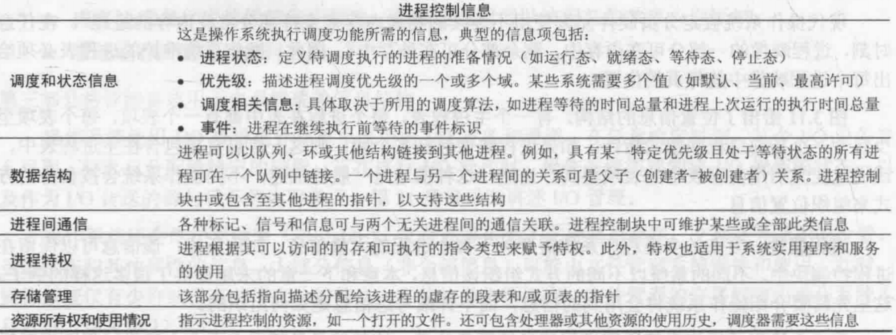 进程控制信息
这是操作系统执行调度功能所需的信息,典型的信息项包括:
● 进程状态:定义待调度执行的进程的准备情况(如运行态、就绪态、等待态、停止态)
调度和状态信息
● 优先级:描述进程调度优先级的一个或多个域。某些系统需要多个值(如默认、当前、最高许可)
● 调度相关信息:具体取决于所用的调度算法,如进程等待的时间总量和进程上次运行的执行时间总量
● 事件:进程在继续执行前等待的事件标识
进程可以以队列、环或其他结构链接到其他进程。例如,具有某一特定优先级且处于等待状态的所有进
数据结构
程可在一个队列中链接。一个进程与另一个进程间的关系可是父子(创建者-被创建者)关系。进程控制
块中或包含至其他进程的指针,以支持这些结构
进程间通信
各种标记、信号和信息可与两个无关进程间的通信关联。进程控制块中可维护某些或全部此类信息
进程特权
进程根据其可以访问的内存和可执行的指令类型来赋予特权、此外,特权也适用于系统实用程序和服务
的使用
存储管理
该部分包括指向描述分配给该进程的虚存的段表和/或页表的指针
资源所有权和使用情况
指示进程控制的资源,如一个打开的文件。还可包含处理器或其他资源的使用历史,调度器需要这些信息